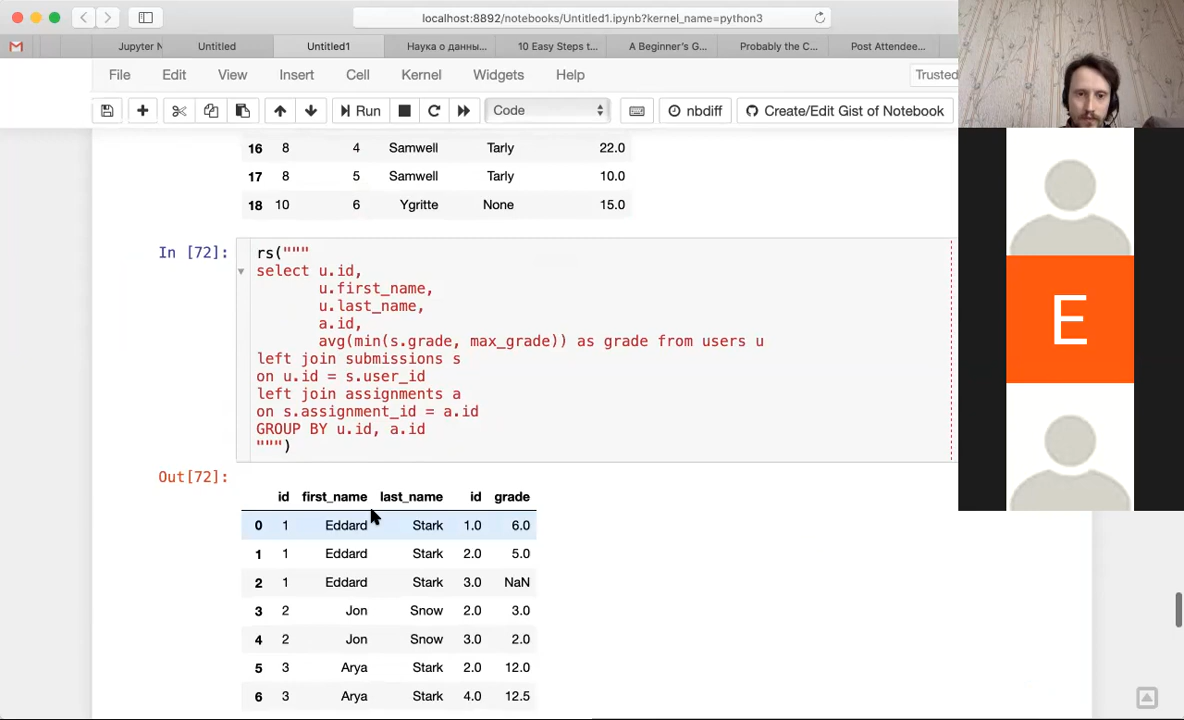 localhost:8892/notebooks/Untitled1.ipynb?kernel_name=python3
Jupyter N
Untitled
Untitled1
Наука о данны...
10 Easy Steps t...
A Beginner's G...
Probably the C...
Post Attendee...
File Edit View Insert Cell Kernel Widgets Help
Trusted
Run
Code
nbdiff
Create/Edit Gist of Notebook
16 8 4 Samwell Tarly 22.0
17 8 5 Samwell Tarly 10.0
18 10 6 Ygritte None 15.0
In [72]:
rs("""
select u.id,
u.first_name,
u.last_name,
a.id,
avg(min(s.grade, max_grade)) as grade from users u
left join submissions s
on u.id = s.user_id
left join assignments a
on s.assignment_id = a.id
GROUP BY u.id, a.id
""")
Out[72]:
id first_name last_name id grade
0 1 Eddard Stark 1.0 6.0
1 1 Eddard Stark 2.0 5.0
2 1 Eddard Stark 3.0 NaN
3 2 Jon Snow 2.0 3.0
4 2 Jon Snow 3.0 2.0
5 3 Arya Stark 2.0 12.0
6 3 Arya Stark 4.0 12.5
E